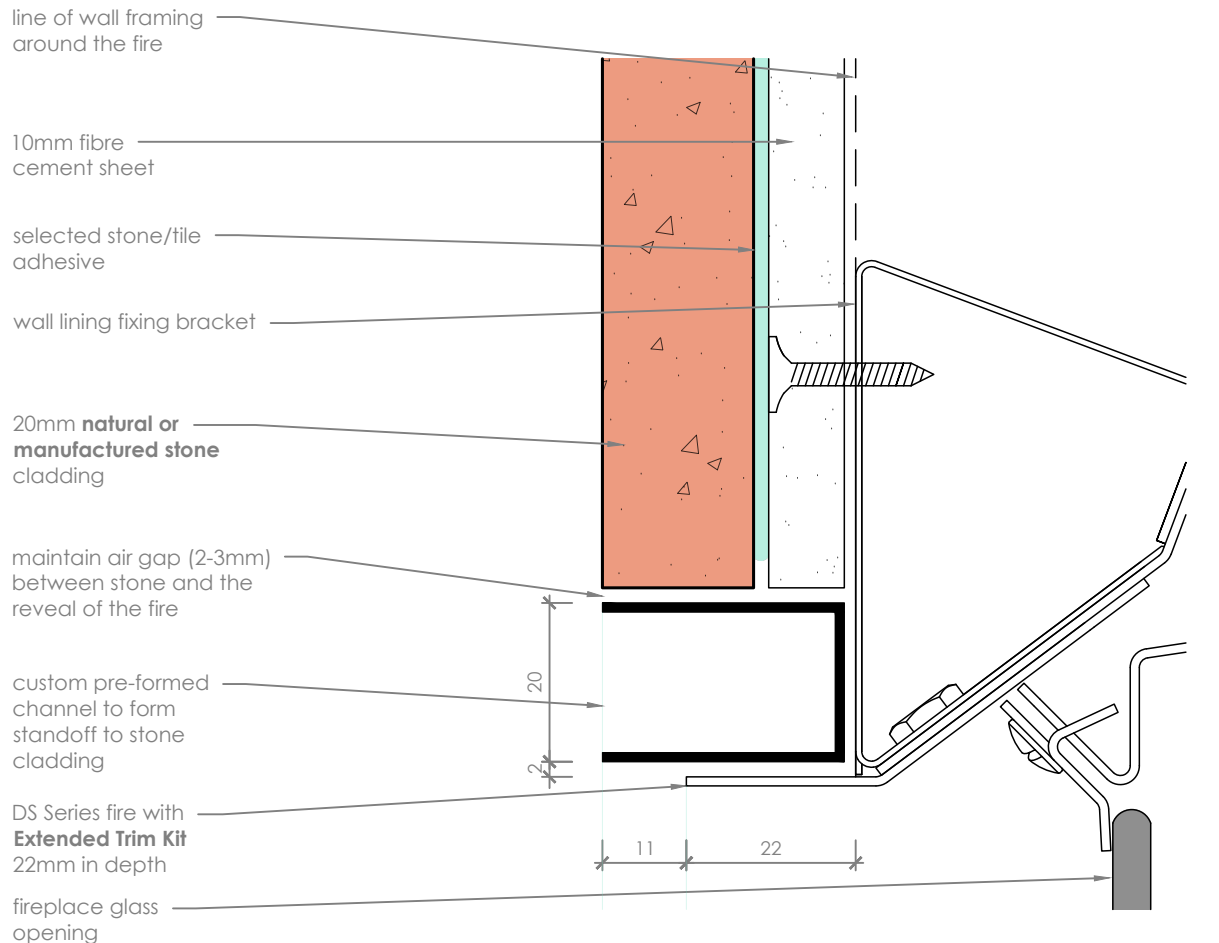 line of wall framing
around the fire
10mm fibre
cement sheet
selected stone/tile
adhesive
wall lining fixing bracket
20mm natural or
manufactured stone
cladding
maintain air gap (2-3mm)
between stone and the
reveal of the fire
custom pre-formed
channel to form
standoff to stone
cladding
DS Series fire with
Extended Trim Kit
22mm in depth
fireplace glass
opening
20
2
11
22